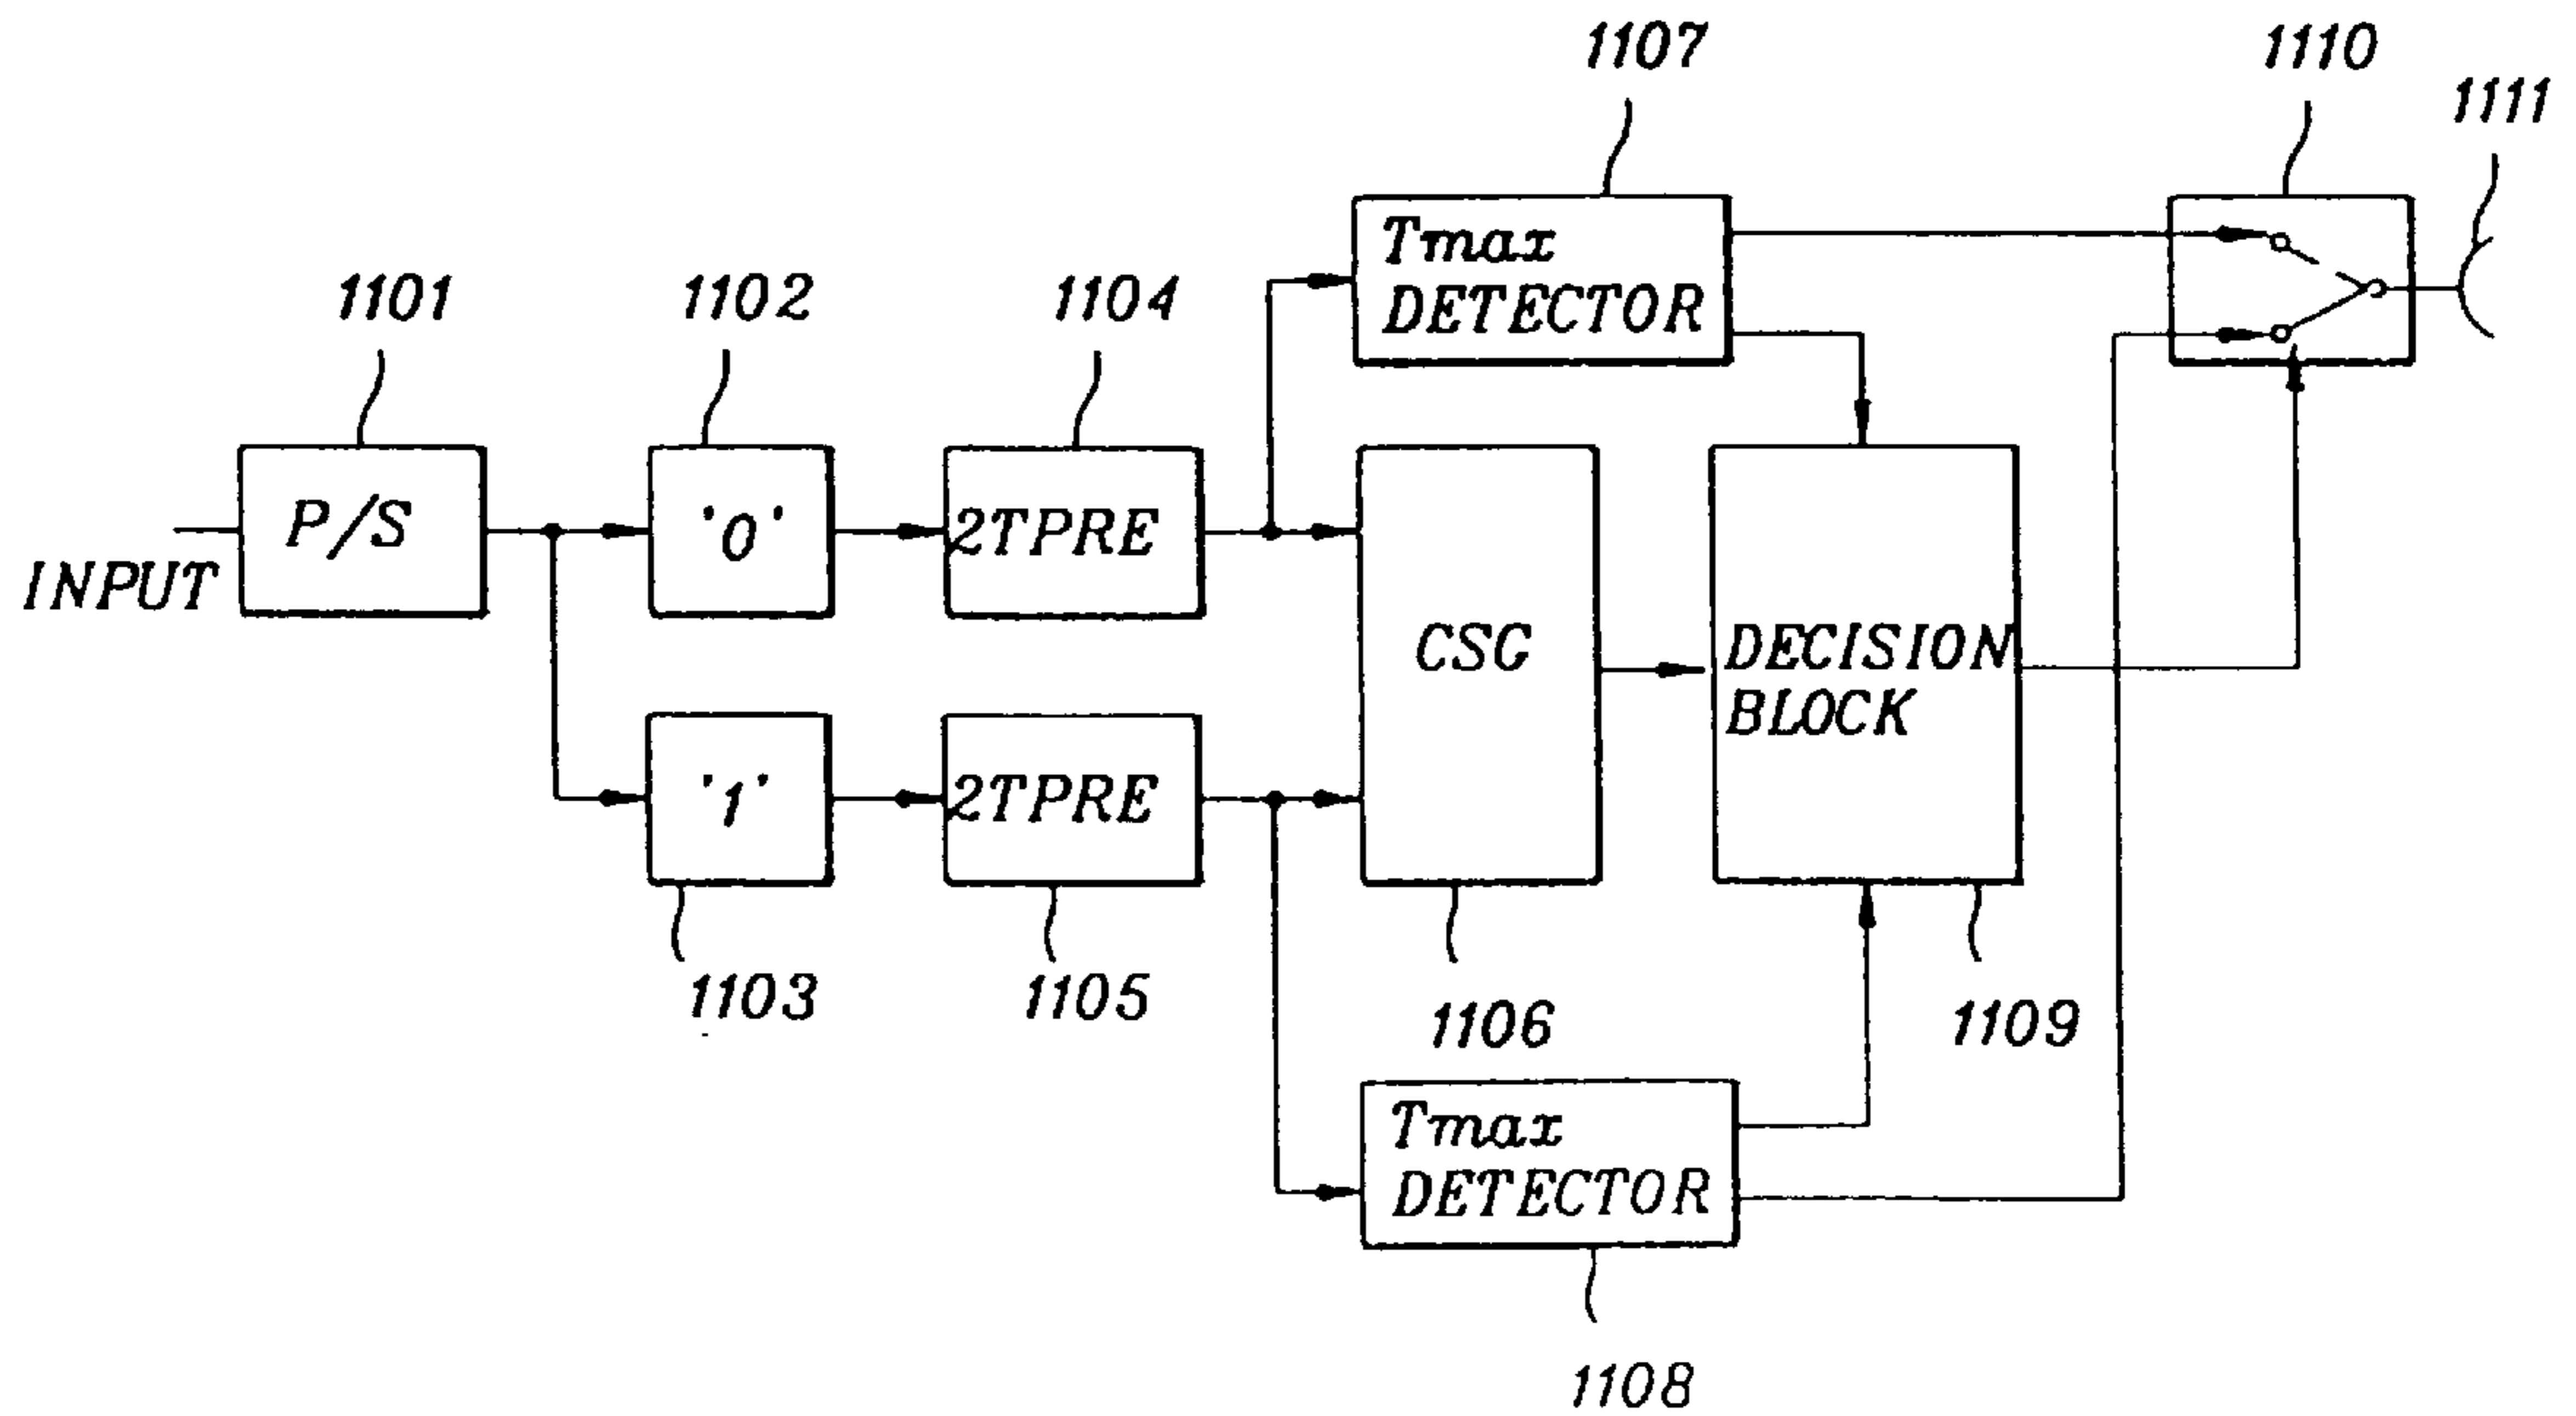 1107
1110
1111
Tmax
DETECTOR
1101
1102
1104
INPUT
P/S
'0'
2TPRE
CSG
DECISION
BLOCK
'1'
2TPRE
1103
1105
1106
1109
Tmax
DETECTOR
1108